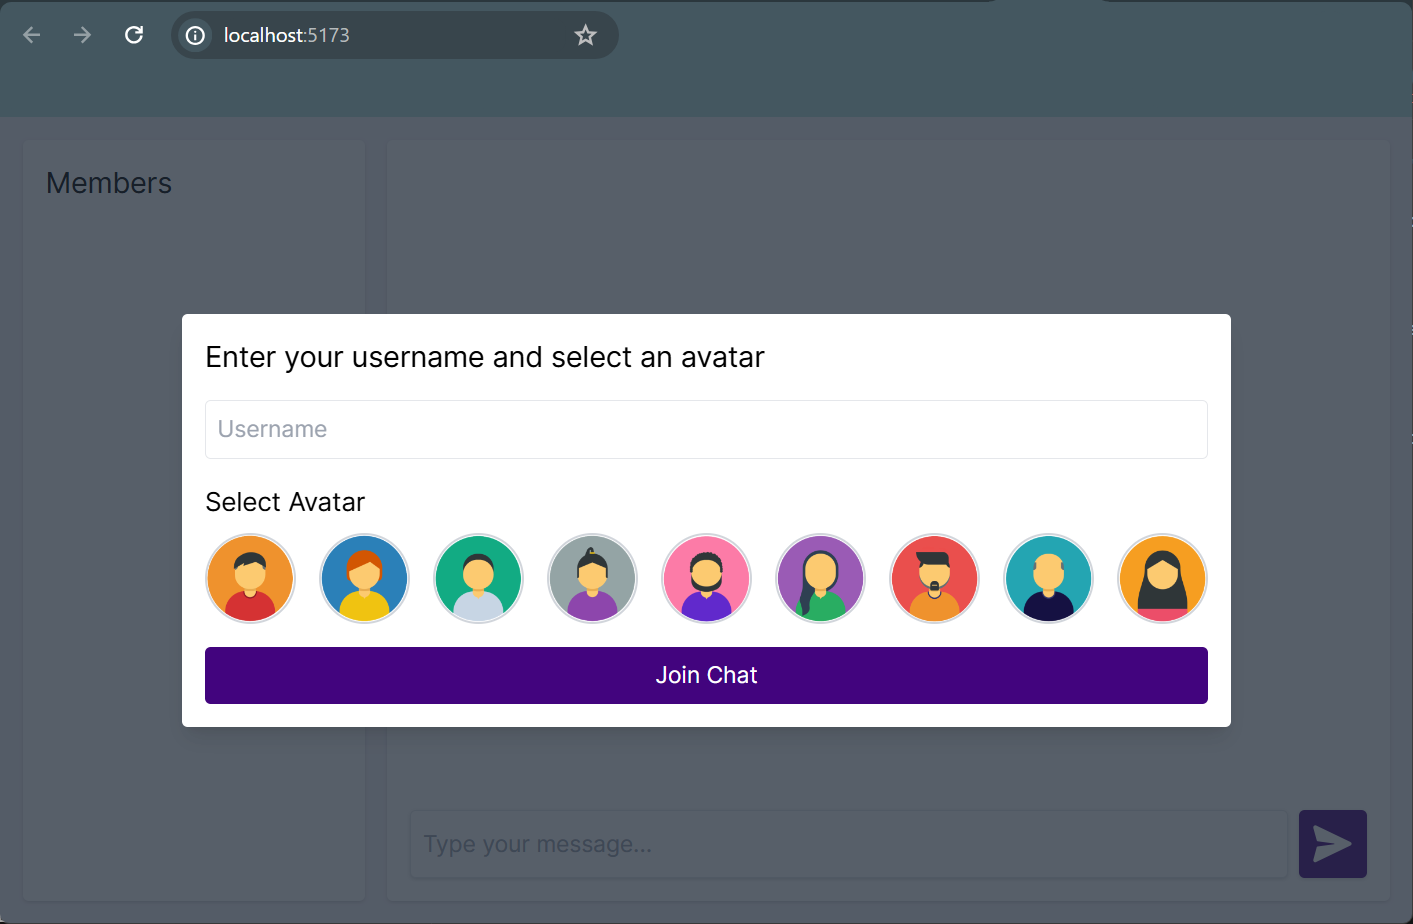 localhost:5173
Members
Enter your username and select an avatar
Username
Select Avatar
Join Chat
Type your message...